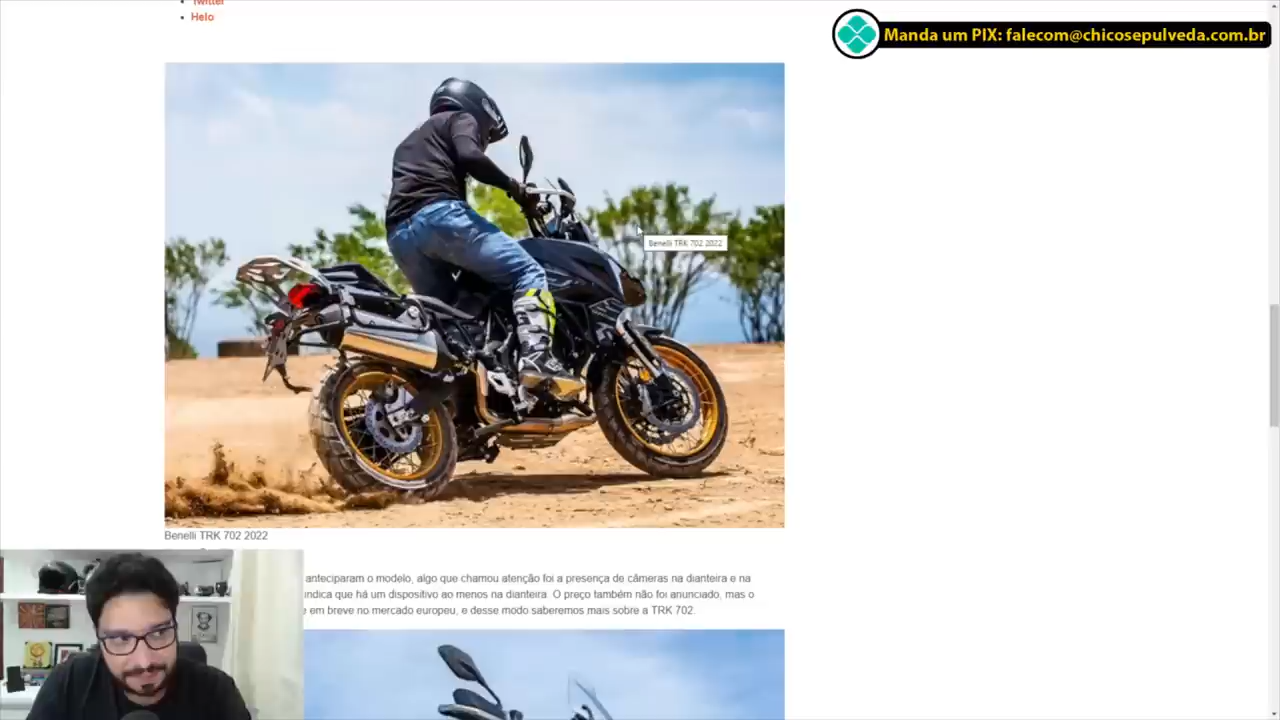 Twitter
Helo
Manda um PIX: falecom@chicosepulveda.com.br
Benelli TRK 702 2022
Benelli TRK 702 2022
anteciparam o modelo, algo que chamou atenção foi a presença de câmeras na dianteira e na
indica que há um dispositivo ao menos na dianteira. O preço também não foi anunciado, mas o
e em breve no mercado europeu, e desse modo saberemos mais sobre a TRK 702.